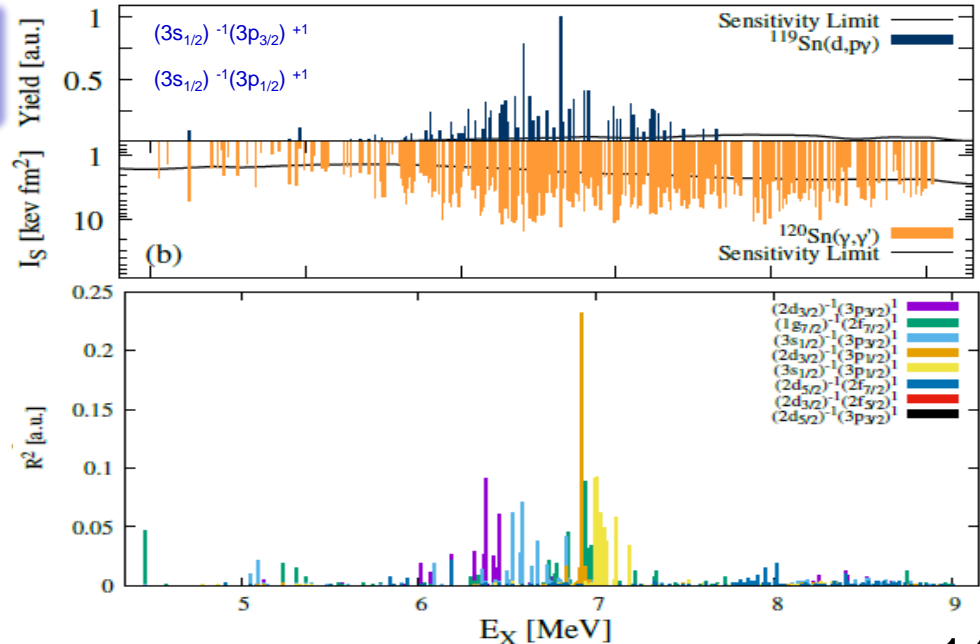 (3s1/2) -1(3p3/2) +1
(3s1/2) -1(3p1/2) +1
Sensitivity Limit
119Sn(d,pγ)
Yield [a.u.]
1
0.5
IS [kev fm2]
1
10
(b)
120Sn(γ,γ')
Sensitivity Limit
R2 [a.u.]
0.25
0.2
0.15
0.1
0.05
0
(2d3/2)-1(3p3/2)1
(1g7/2)-1(2f7/2)1
(3s1/2)-1(3p3/2)1
(2d3/2)-1(3p1/2)1
(3s1/2)-1(3p1/2)1
(2d5/2)-1(2f7/2)1
(2d3/2)-1(2f5/2)1
(2d5/2)-1(3p3/2)1
5 6 7 8 9
EX [MeV]